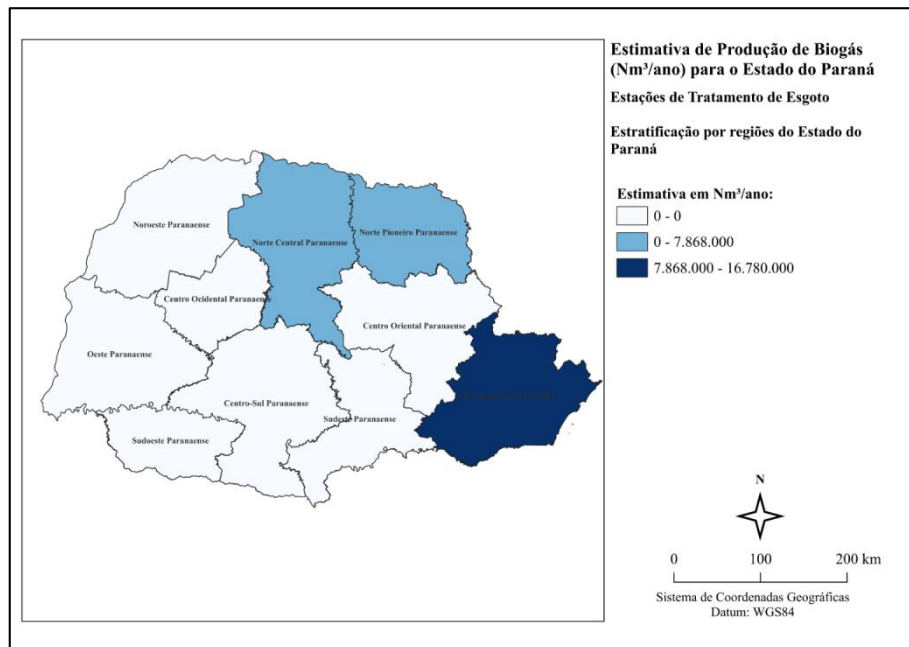 Estimativa de Produção de Biogás
(Nm³/ano) para o Estado do Paraná
Estações de Tratamento de Esgoto
Estratificação por regiões do Estado do
Paraná
Estimativa em Nm³/ano:
0 - 0
0 - 7.868.000
7.868.000 - 16.780.000
Noroeste Paranaense
Norte Central Paranaense
Norte Pioneiro Paranaense
Centro Ocidental Paranaense
Centro Oriental Paranaense
Oeste Paranaense
Centro-Sul Paranaense
Sudeste Paranaense
Sudoeste Paranaense
N
0 100 200 km
Sistema de Coordenadas Geográficas
Datum: WGS84